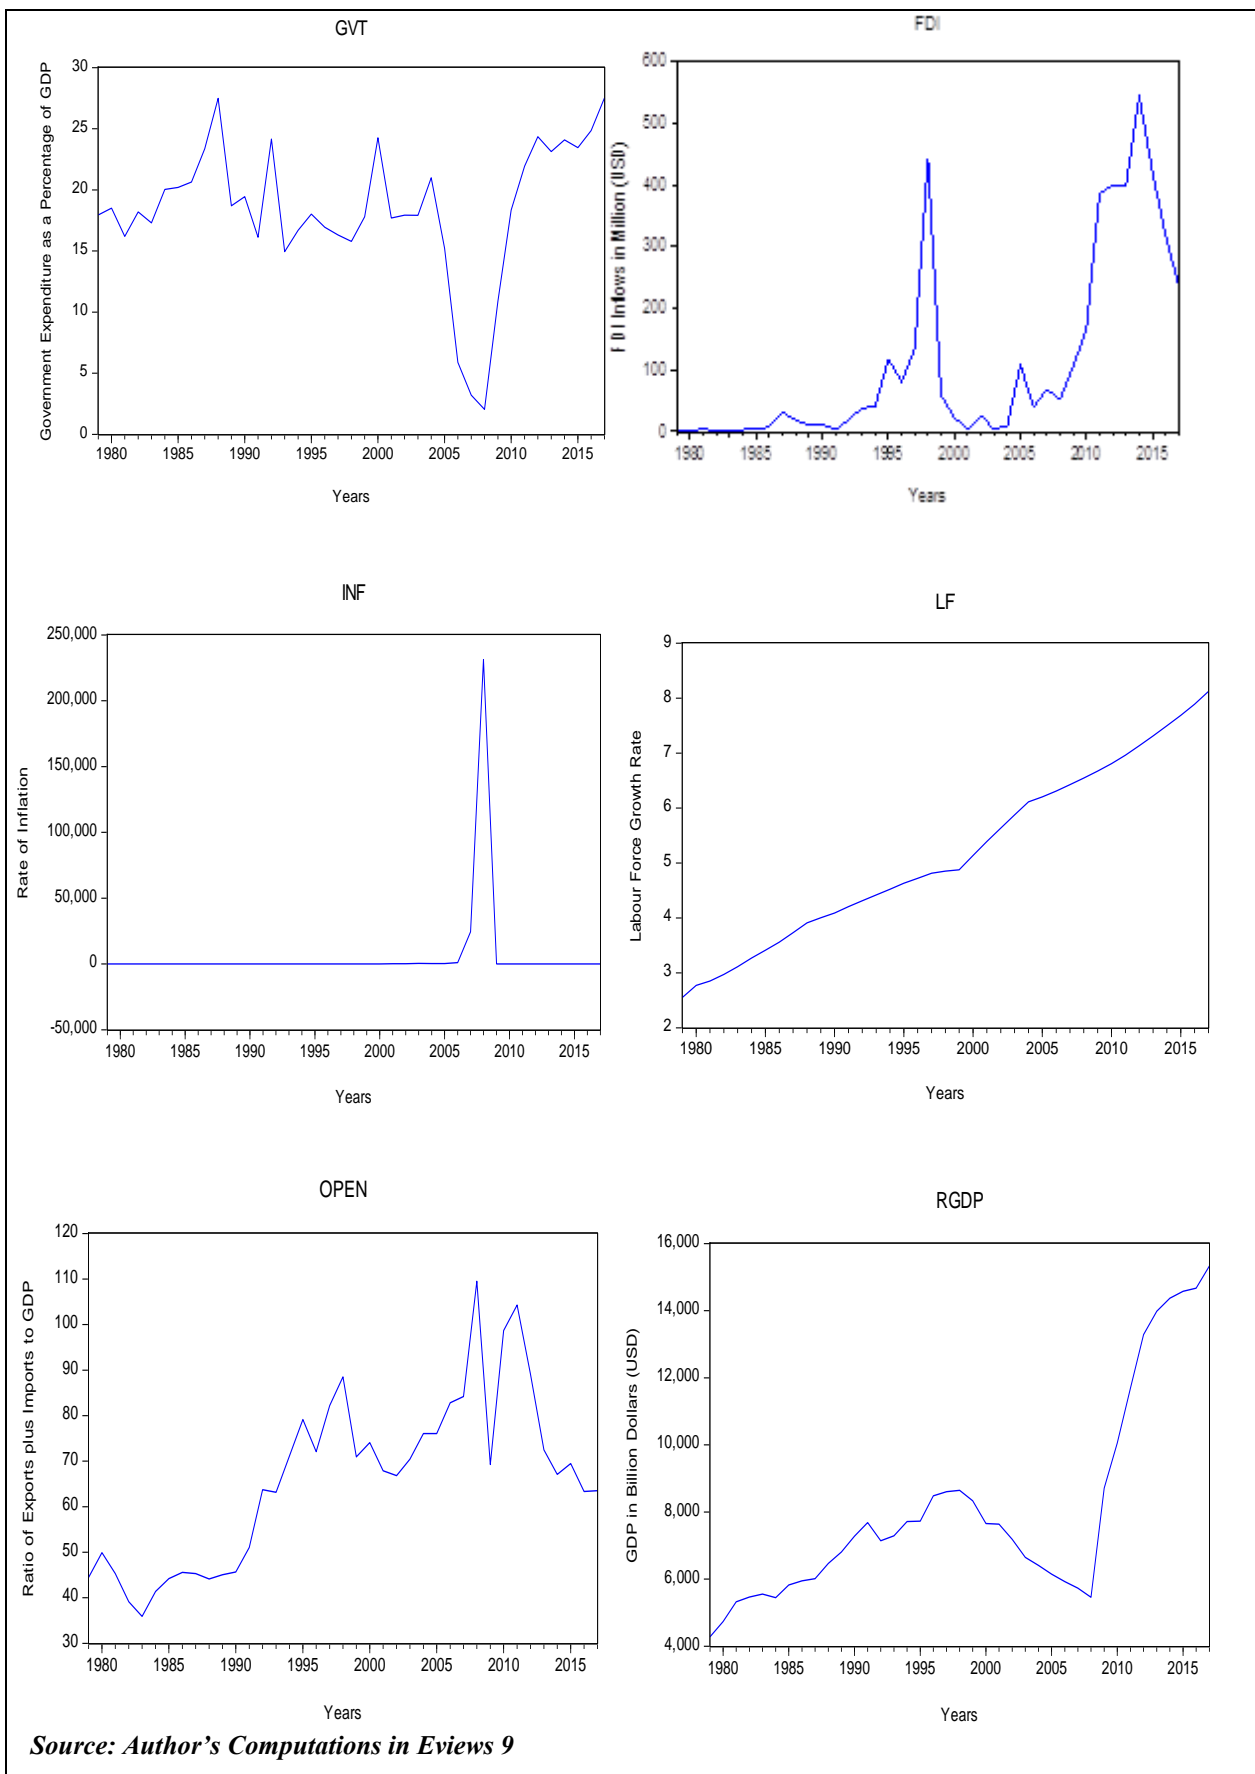 GVT
Government Expenditure as a Percentage of GDP
30
25
20
15
10
5
0
1980 1985 1990 1995 2000 2005 2010 2015
Years
FDI
FDI Inflows in Million (USD)
600
500
400
300
200
100
0
1980 1985 1990 1995 2000 2005 2010 2015
Years
INF
Rate of Inflation
250,000
200,000
150,000
100,000
50,000
0
-50,000
1980 1985 1990 1995 2000 2005 2010 2015
Years
LF
Labour Force Growth Rate
9
8
7
6
5
4
3
2
1980 1985 1990 1995 2000 2005 2010 2015
Years
OPEN
Ratio of Exports plus Imports to GDP
120
110
100
90
80
70
60
50
40
30
1980 1985 1990 1995 2000 2005 2010 2015
Years
RGDP
GDP in Billion Dollars (USD)
16,000
14,000
12,000
10,000
8,000
6,000
4,000
1980 1985 1990 1995 2000 2005 2010 2015
Years
Source: Author’s Computations in Eviews 9